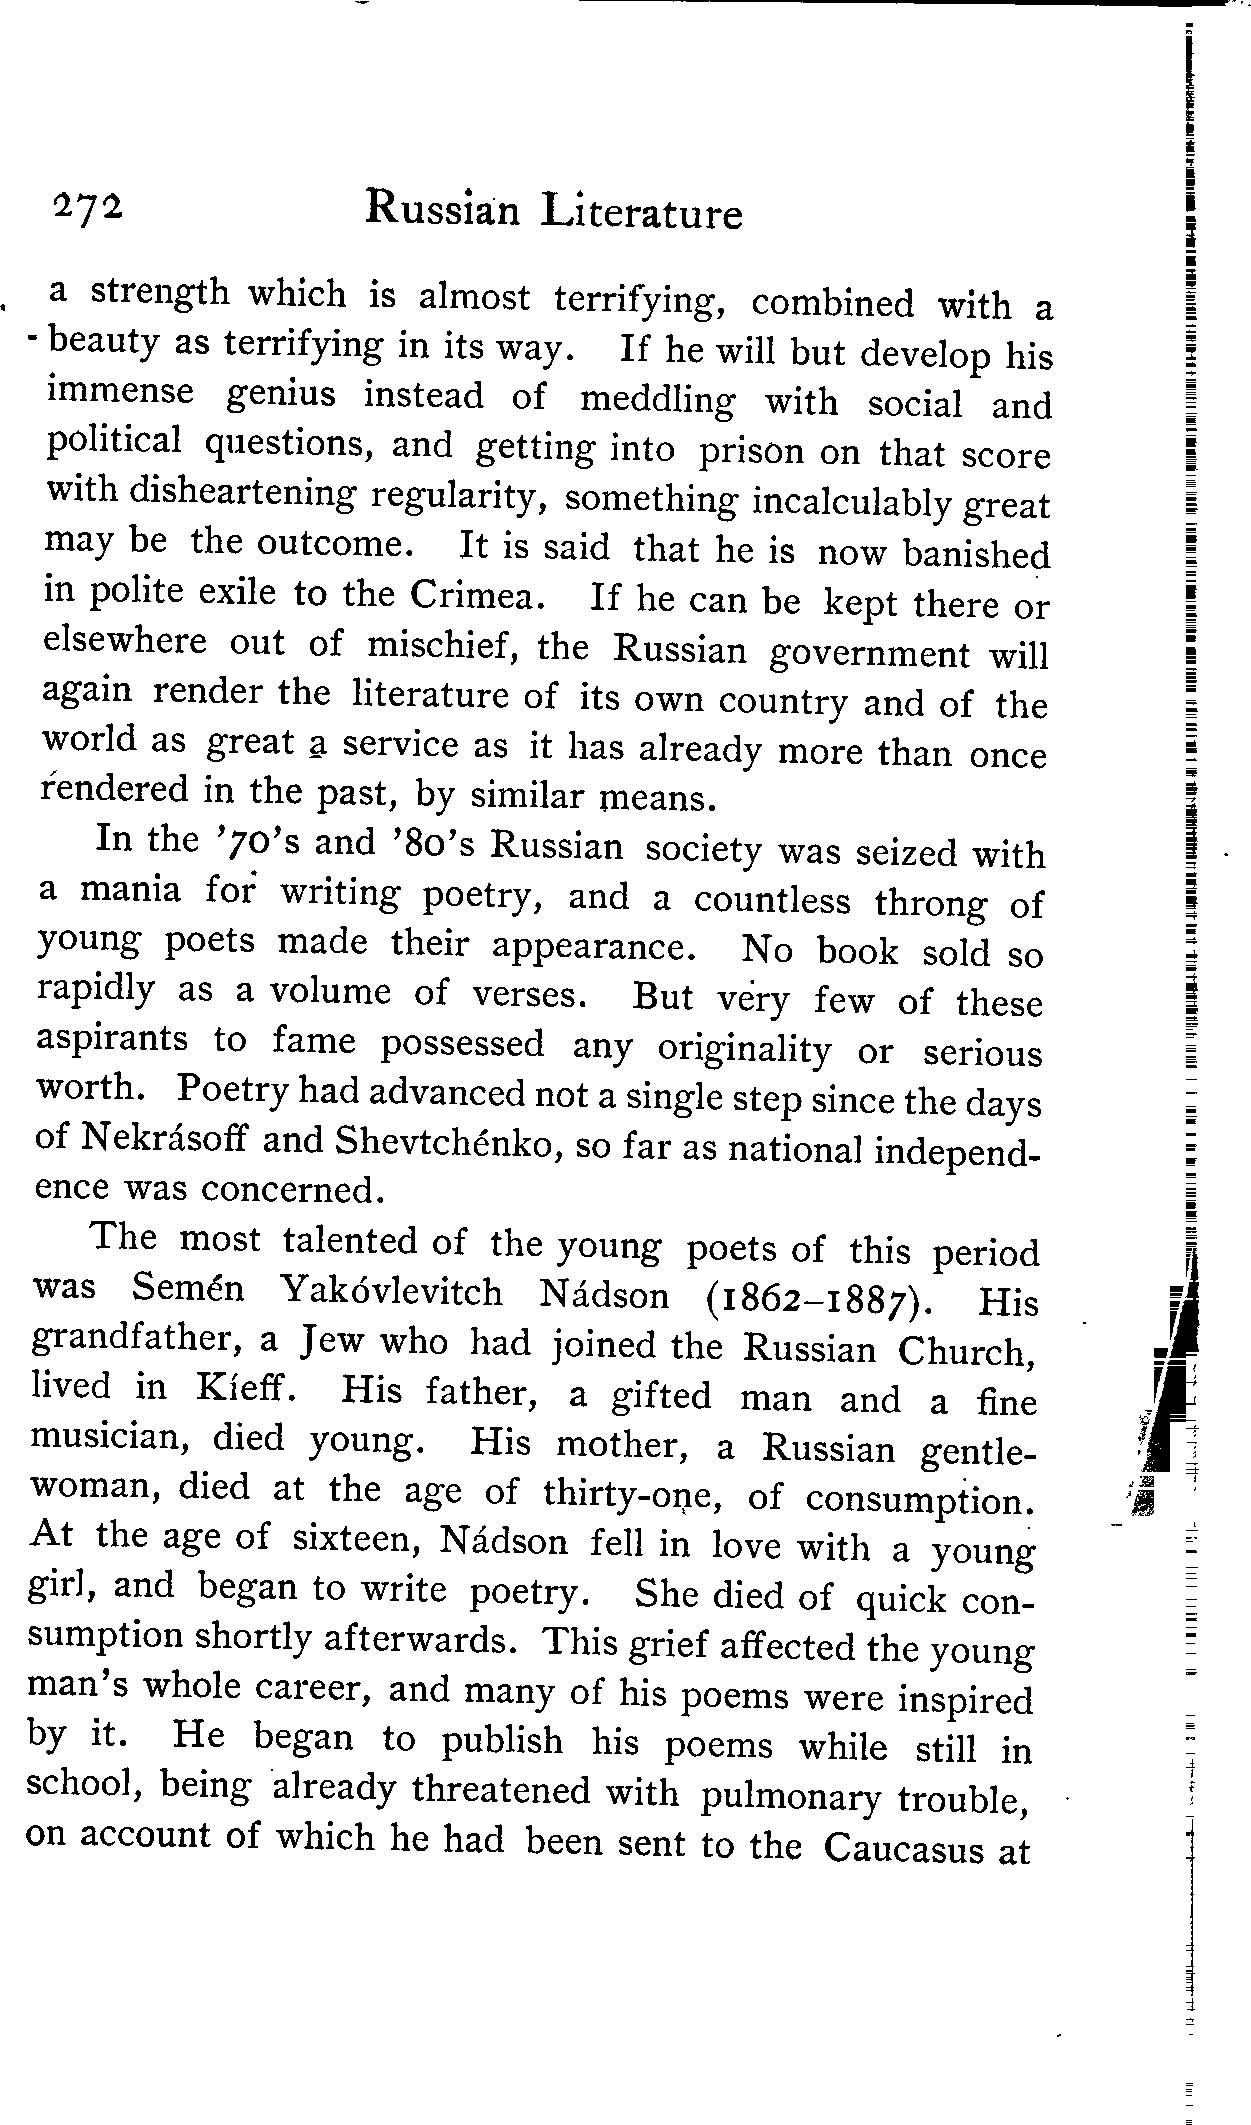 272 Russian Literature
a strength which is almost terrifying, combined with a
beauty as terrifying in its way. If he will but develop his
immense genius instead of meddling with social and
political questions, and getting into prison on that score
with disheartening regularity, something incalculably great
may be the outcome. It is said that he is now banished
in polite exile to the Crimea. If he can be kept there or
elsewhere out of mischief, the Russian government will
again render the literature of its own country and of the
world as great a service as it has already more than once
rendered in the past, by similar means.
In the ’70’s and ’80’s Russian society was seized with
a mania for writing poetry, and a countless throng of
young poets made their appearance. No book sold so
rapidly as a volume of verses. But very few of these
aspirants to fame possessed any originality or serious
worth. Poetry had advanced not a single step since the days
of Nekrásoff and Shevtchénko, so far as national independ-
ence was concerned.
The most talented of the young poets of this period
was Semén Yakóvlevitch Nádson (1862–1887). His
grandfather, a Jew who had joined the Russian Church,
lived in Kíeff. His father, a gifted man and a fine
musician, died young. His mother, a Russian gentle-
woman, died at the age of thirty-one, of consumption.
At the age of sixteen, Nádson fell in love with a young
girl, and began to write poetry. She died of quick con-
sumption shortly afterwards. This grief affected the young
man’s whole career, and many of his poems were inspired
by it. He began to publish his poems while still in
school, being already threatened with pulmonary trouble,
on account of which he had been sent to the Caucasus at